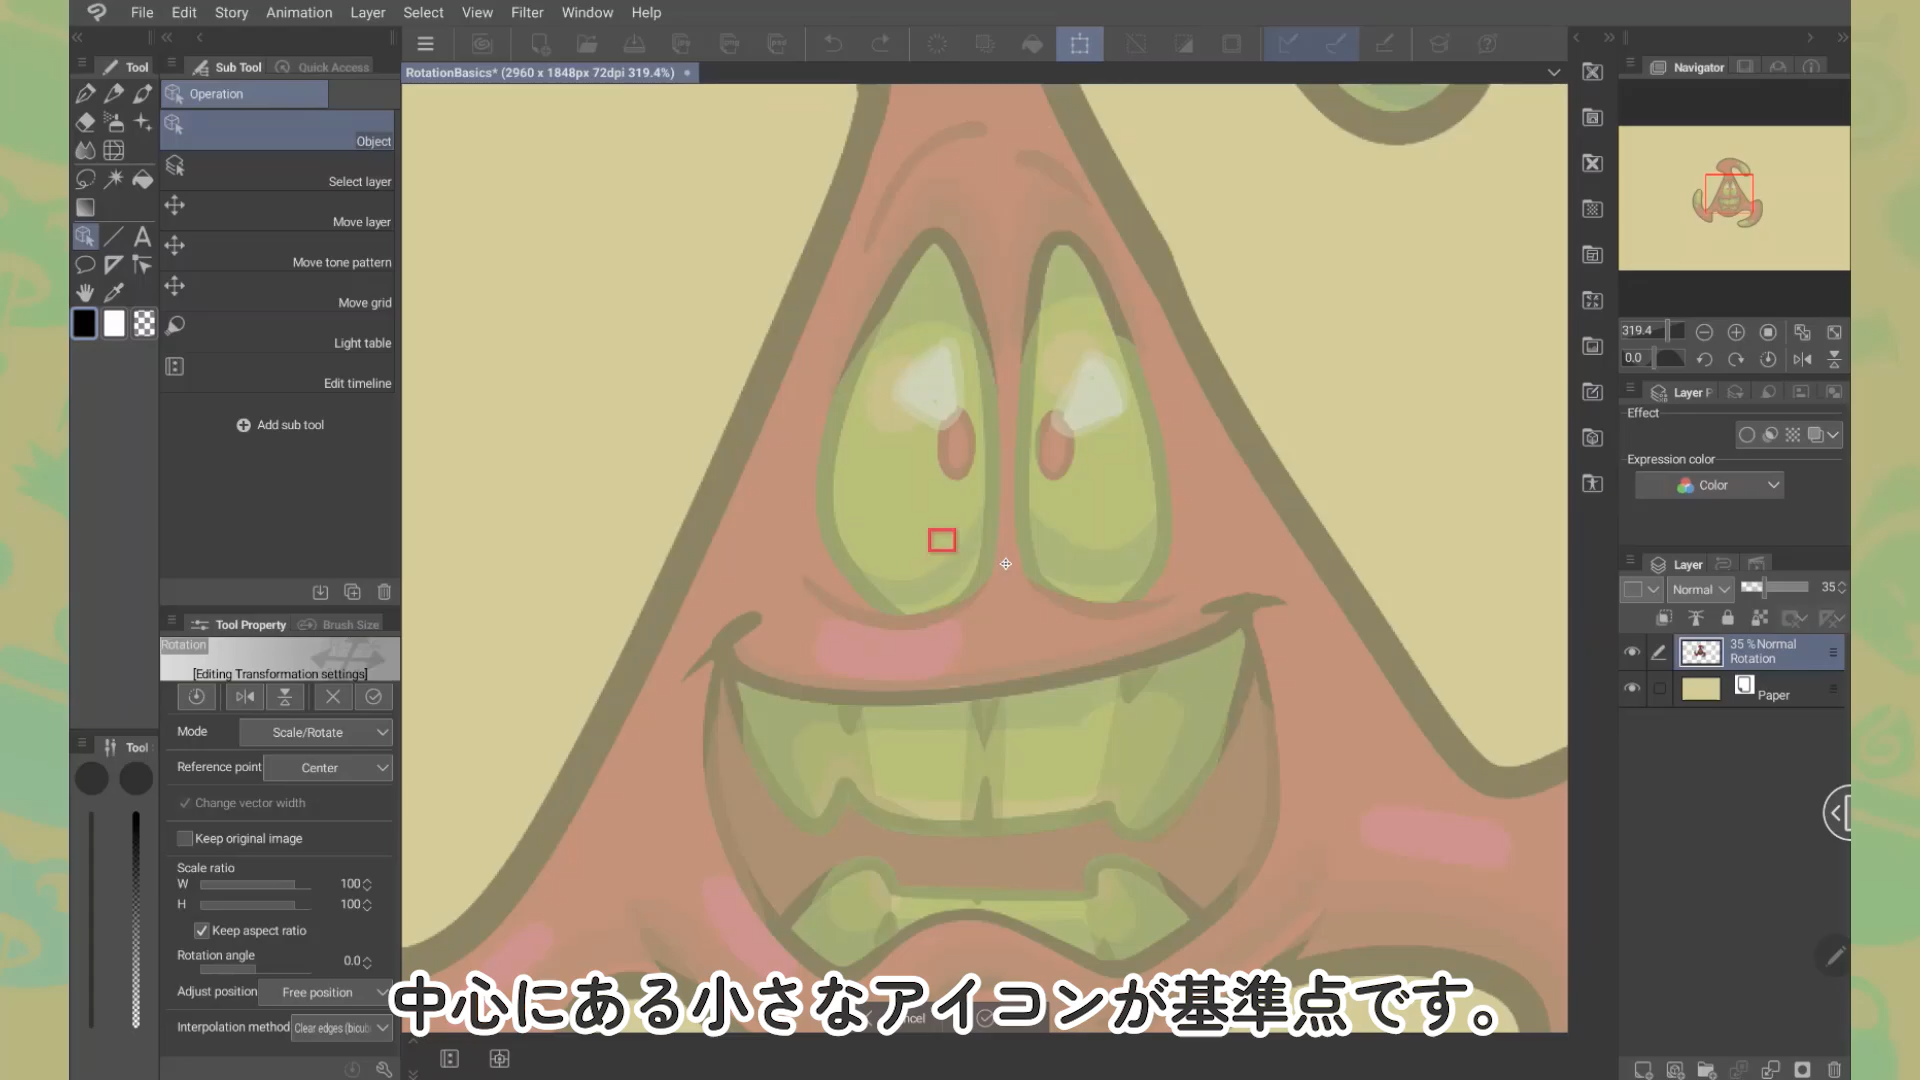 File Edit Story Animation Layer Select View Filter Window Help
RotationBasics* (2960 x 1848px 72dpi 319.4%)
Tool
Sub Tool
Quick Access
Operation
Object
Select layer
Move layer
Move tone pattern
Move grid
Light table
Edit timeline
Add sub tool
Tool Property
Brush Size
Rotation
[Editing Transformation settings]
Mode
Scale/Rotate
Reference point
Center
Change vector width
Keep original image
Scale ratio
W 100
H 100
Keep aspect ratio
Rotation angle
0.0
Adjust position
Free position
Interpolation method
Clear edges (bicub
Tool
Navigator
319.4
0.0
Layer P
Effect
Expression color
Color
Layer
Normal
35
35 % Normal
Rotation
Paper
中心にある小さなアイコンが基準点です。